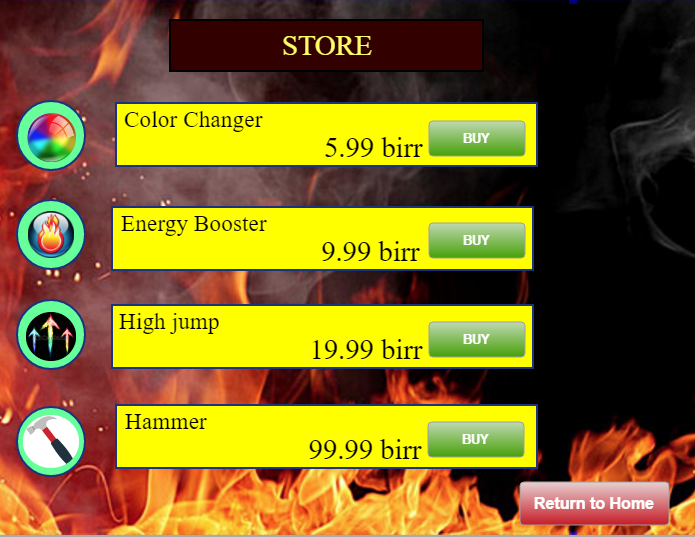 STORE
Color Changer
5.99 birr
BUY
Energy Booster
9.99 birr
BUY
High jump
19.99 birr
BUY
Hammer
99.99 birr
BUY
Return to Home